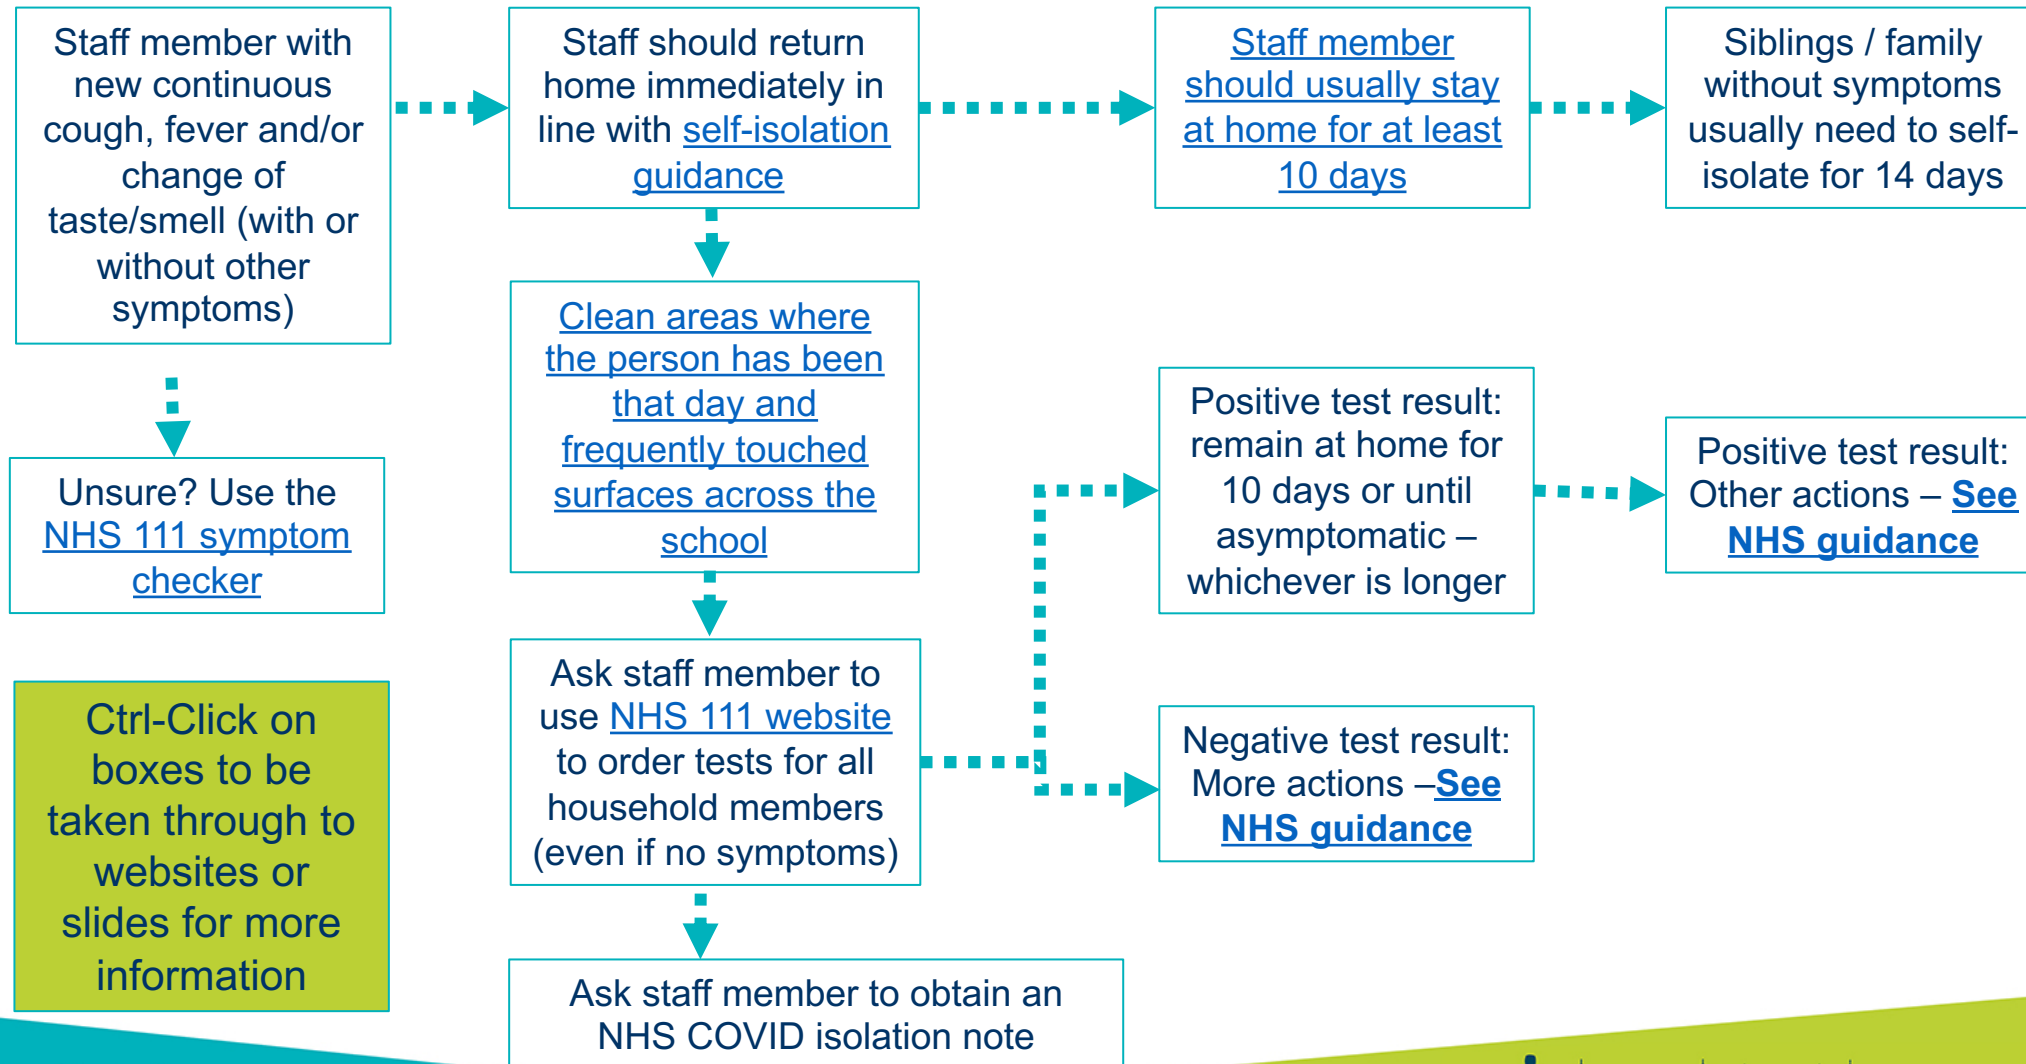 Staff member with
new continuous
cough, fever and/or
change of
taste/smell (with or
without other
symptoms)
Staff should return
home immediately in
line with self-isolation
guidance
Staff member
should usually stay
at home for at least
10 days
Siblings / family
without symptoms
usually need to self-
isolate for 14 days
Unsure? Use the
NHS 111 symptom
checker
Clean areas where
the person has been
that day and
frequently touched
surfaces across the
school
Positive test result:
remain at home for
10 days or until
asymptomatic –
whichever is longer
Positive test result:
Other actions – See
NHS guidance
Ask staff member to
use NHS 111 website
to order tests for all
household members
(even if no symptoms)
Negative test result:
More actions –See
NHS guidance
Ctrl-Click on
boxes to be
taken through to
websites or
slides for more
information
Ask staff member to obtain an
NHS COVID isolation note